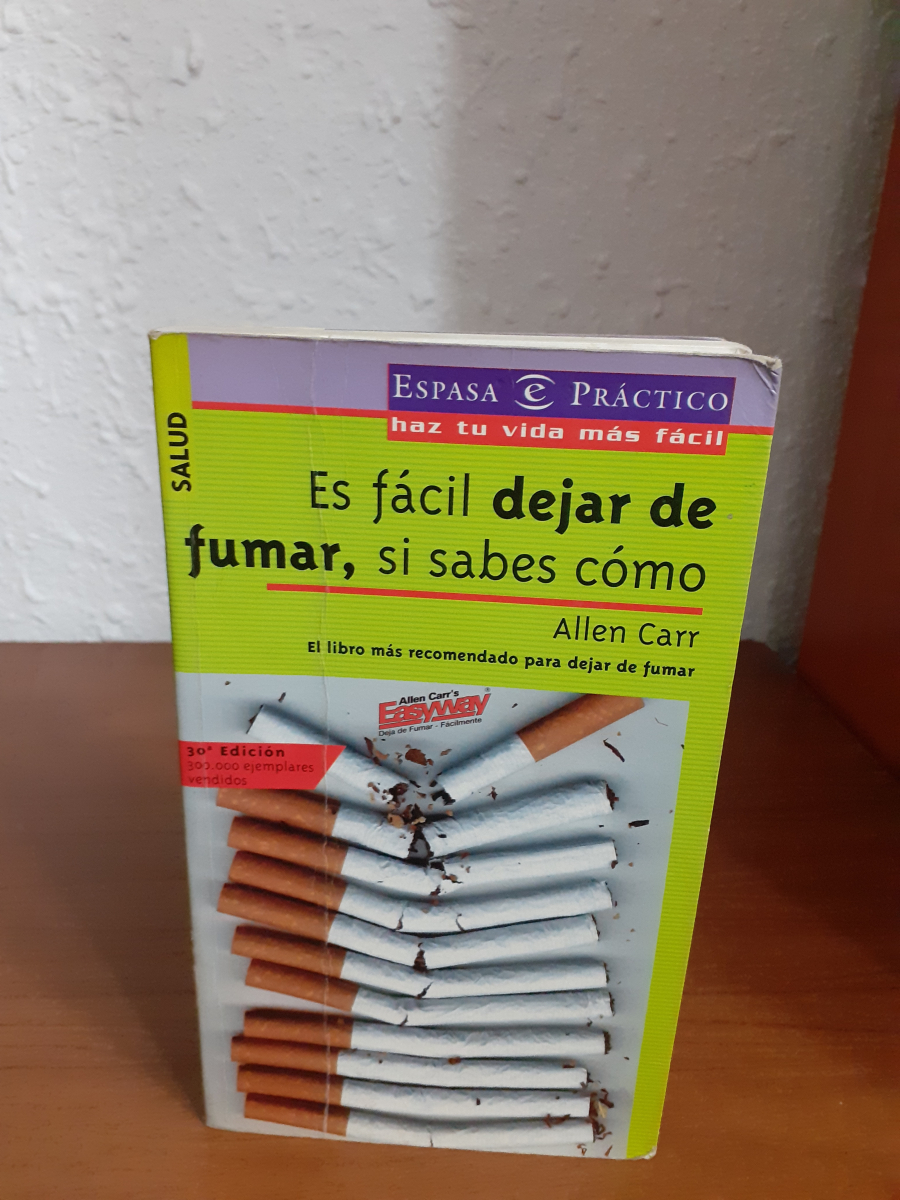 ESPASA e PRÁCTICO
haz tu vida más fácil
SALUD
Es fácil dejar de
fumar, si sabes cómo
Allen Carr
El libro más recomendado para dejar de fumar
Allen Carr's
Easyway®
Deja de Fumar - Fácilmente
30ª Edición
300.000 ejemplares
vendidos